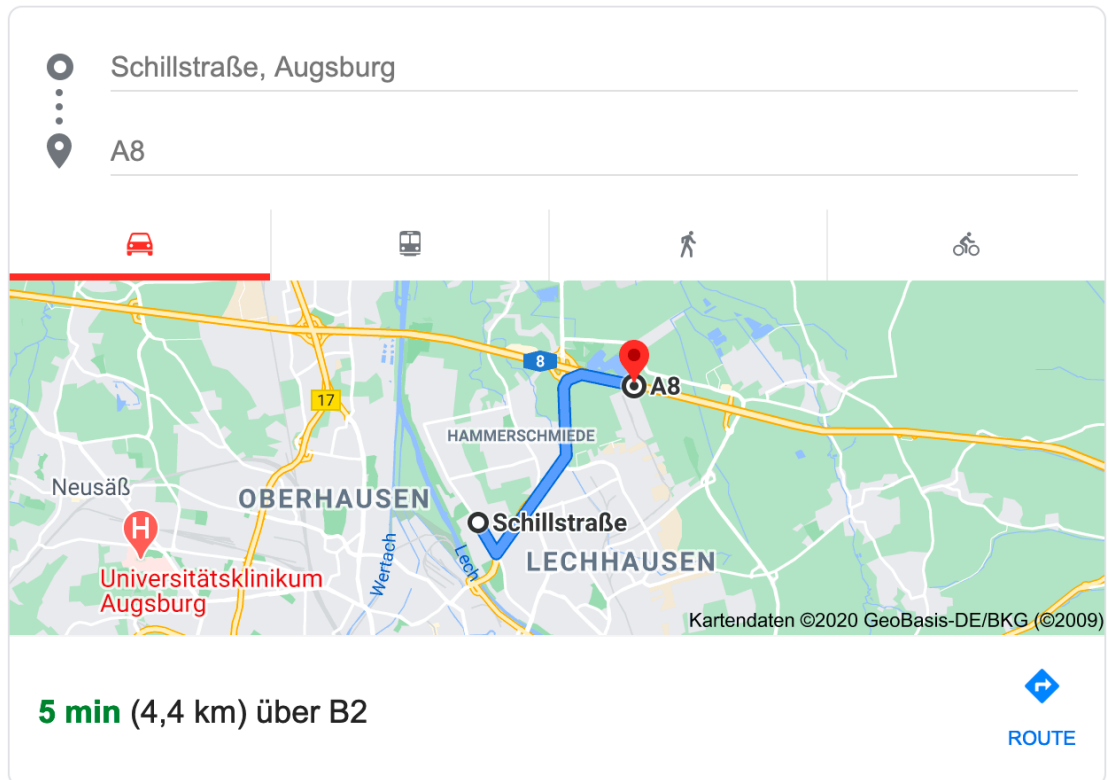 Schillstraße, Augsburg
A8
8
A8
17
HAMMERSCHMIEDE
Neusäß
OBERHAUSEN
H
Schillstraße
Wertach
Lech
LECHHAUSEN
Universitätsklinikum
Augsburg
Kartendaten ©2020 GeoBasis-DE/BKG (©2009)
5 min (4,4 km) über B2
ROUTE